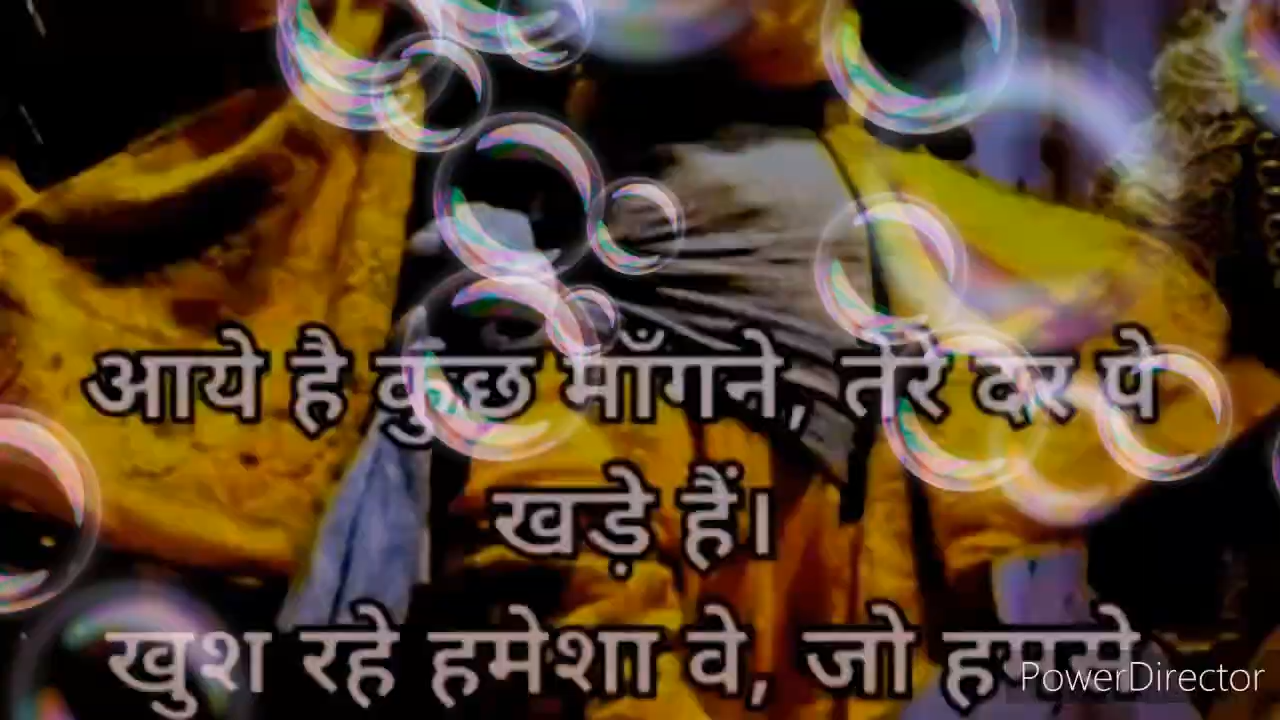 आये है कुछ माँगने, तेरे दर पे
खड़े हैं।
खुश रहे हमेशा वे, जो हमसे
PowerDirector